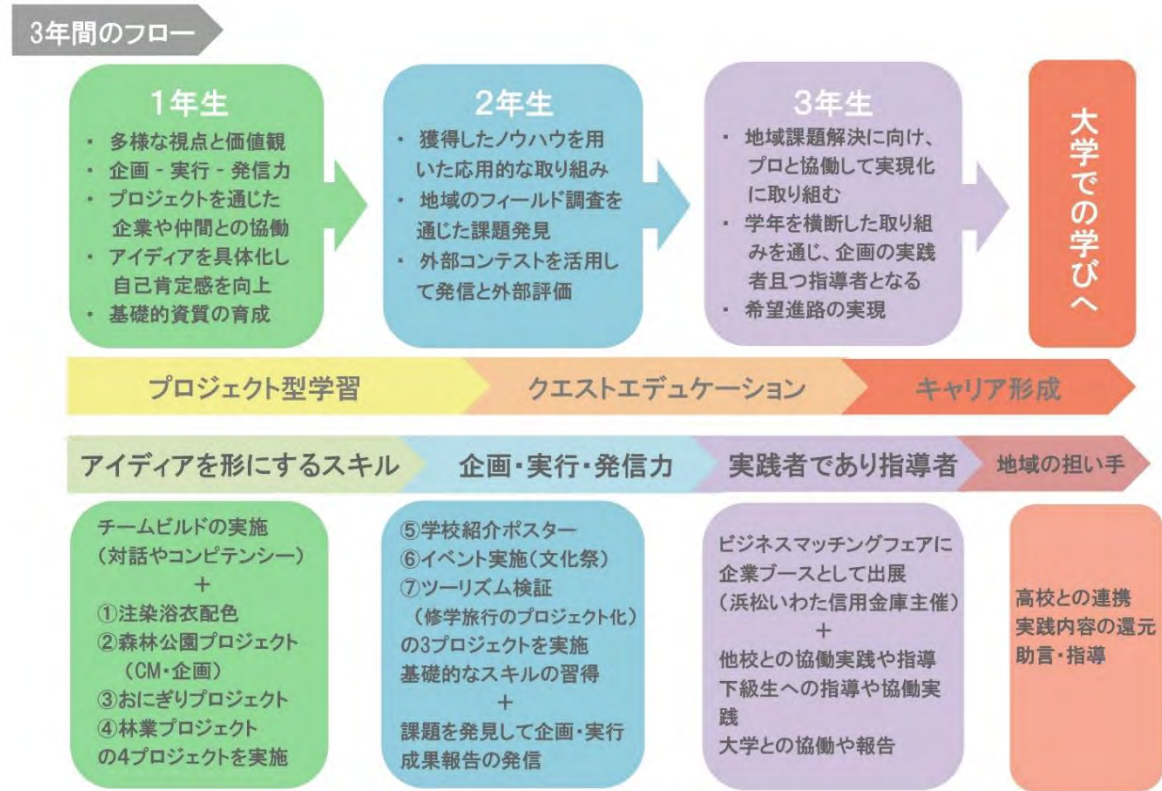 3年間のフロー
1年生
・ 多様な視点と価値観
・ 企画 - 実行 - 発信力
・ プロジェクトを通じた
企業や仲間との協働
・ アイディアを具体化し
自己肯定感を向上
・ 基礎的資質の育成
2年生
・ 獲得したノウハウを用
いた応用的な取り組み
・ 地域のフィールド調査を
通じた課題発見
・ 外部コンテストを活用し
て発信と外部評価
3年生
・ 地域課題解決に向け、
プロと協働して実現化
に取り組む
・ 学年を横断した取り組
みを通じ、企画の実践
者且つ指導者となる
・ 希望進路の実現
大学での学びへ
プロジェクト型学習
クエストエデュケーション
キャリア形成
アイディアを形にするスキル
企画・実行・発信力
実践者であり指導者
地域の担い手
チームビルドの実施
(対話やコンピテンシー)
+
①注染浴衣配色
②森林公園プロジェクト
(CM・企画)
③おにぎりプロジェクト
④林業プロジェクト
の4プロジェクトを実施
⑤学校紹介ポスター
⑥イベント実施(文化祭)
⑦ツーリズム検証
(修学旅行のプロジェクト化)
の3プロジェクトを実施
基礎的なスキルの習得
+
課題を発見して企画・実行
成果報告の発信
ビジネスマッチングフェアに
企業ブースとして出展
(浜松いわた信用金庫主催)
+
他校との協働実践や指導
下級生への指導や協働実
践
大学との協働や報告
高校との連携
実践内容の還元
助言・指導